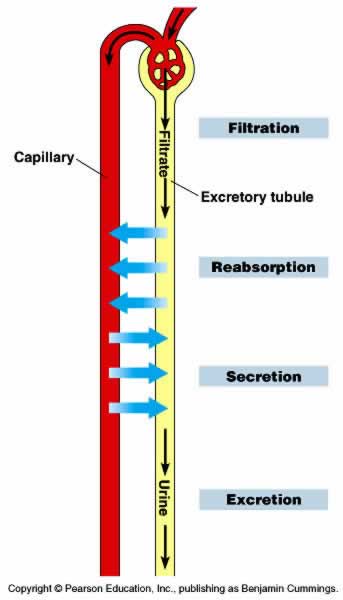 Filtration
Filtrate
Capillary
Excretory tubule
Reabsorption
Secretion
Urine
Excretion
Copyright © Pearson Education, Inc., publishing as Benjamin Cummings.